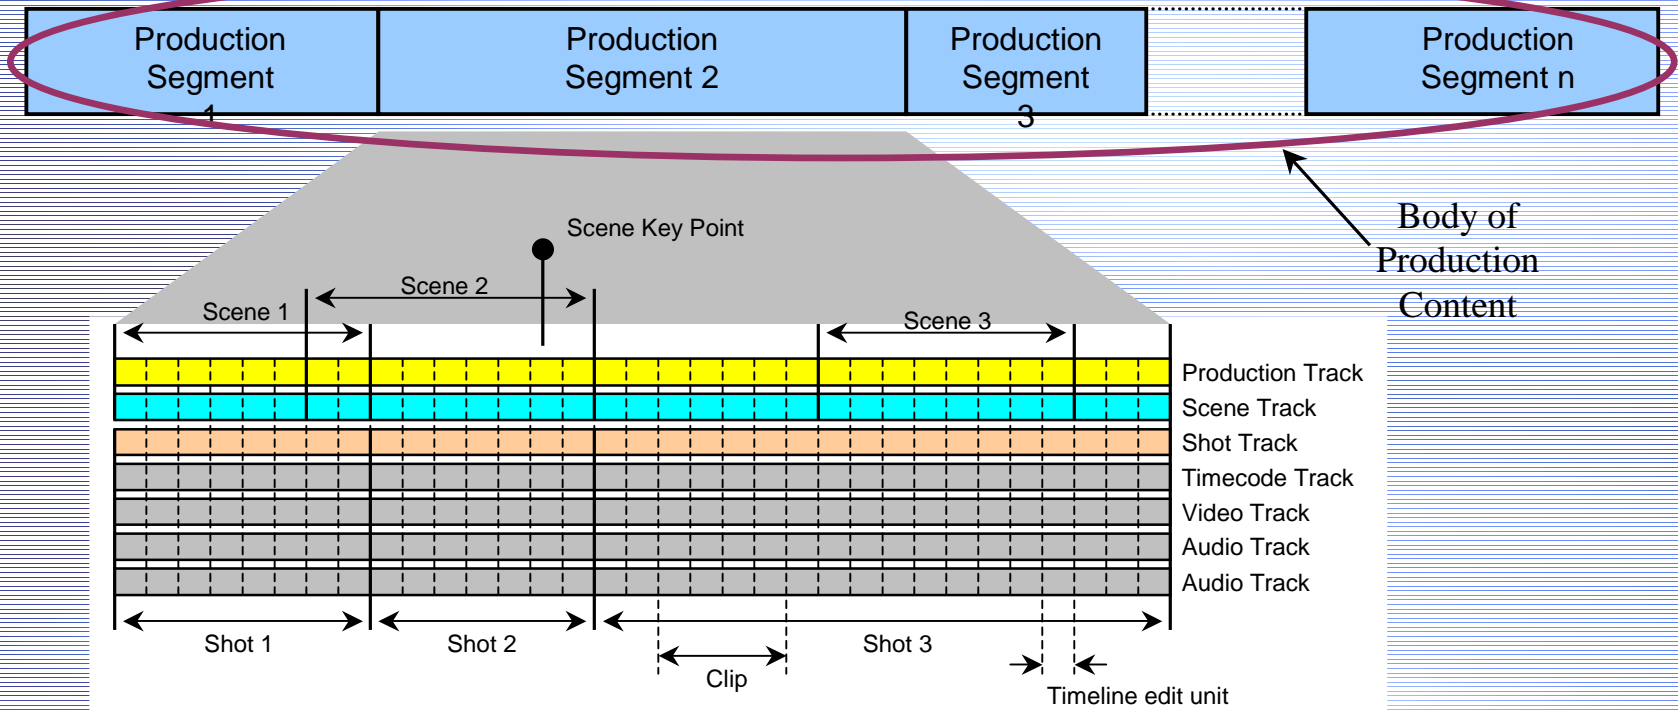 Production
Segment
1
Production
Segment 2
Production
Segment
3
Production
Segment n
Body of
Production
Content
Scene Key Point
Scene 2
Scene 1
Scene 3
Production Track
Scene Track
Shot Track
Timecode Track
Video Track
Audio Track
Audio Track
Shot 1
Shot 2
Shot 3
Clip
Timeline edit unit